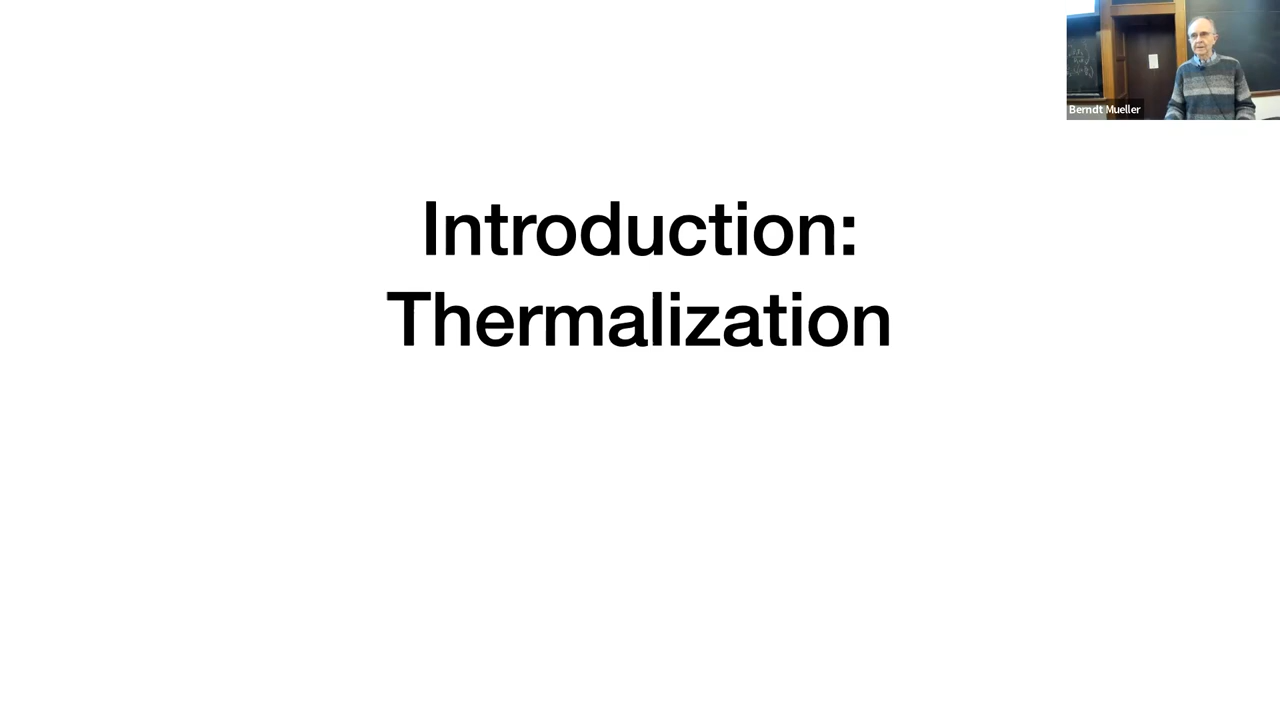 Introduction:
Thermalization
Berndt Mueller